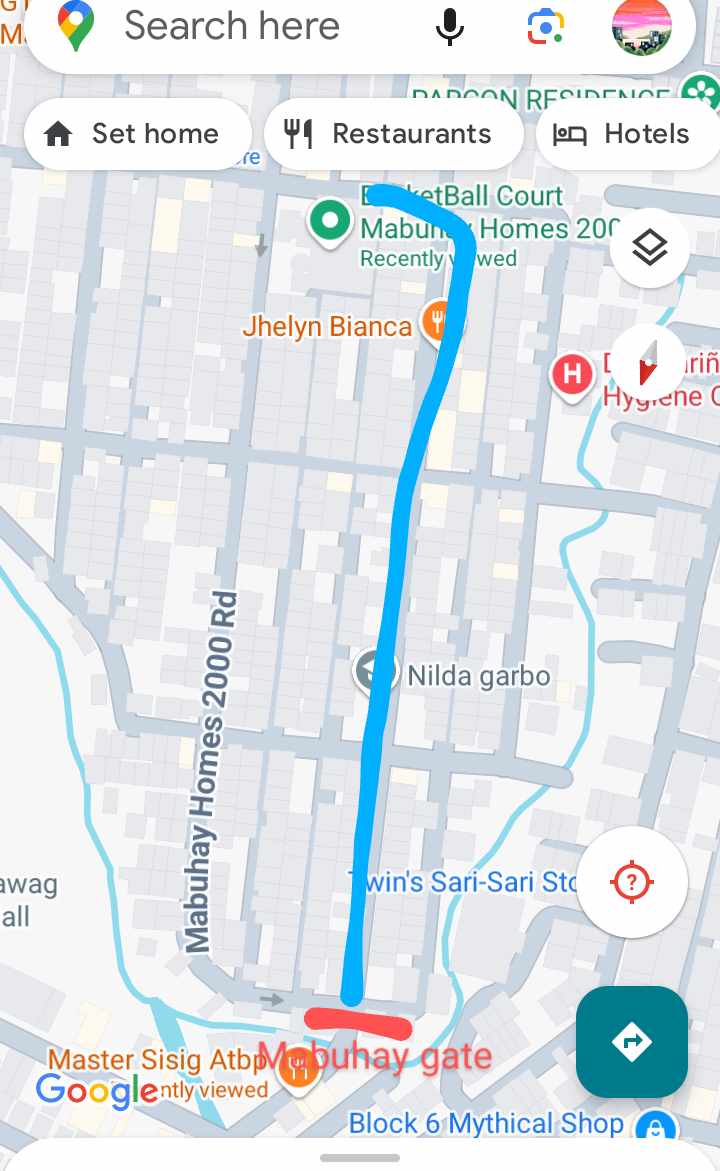 Search here
PARCON RESIDENCE
Set home
Restaurants
Hotels
BasketBall Court
Mabuhay Homes 200
Recently viewed
Jhelyn Bianca
H
Hygiene C
Nilda garbo
Mabuhay Homes 2000 Rd
Twin's Sari-Sari Sto
awag
all
?
Mabuhay gate
Master Sisig Atbp
Google
ntly viewed
Block 6 Mythical Shop